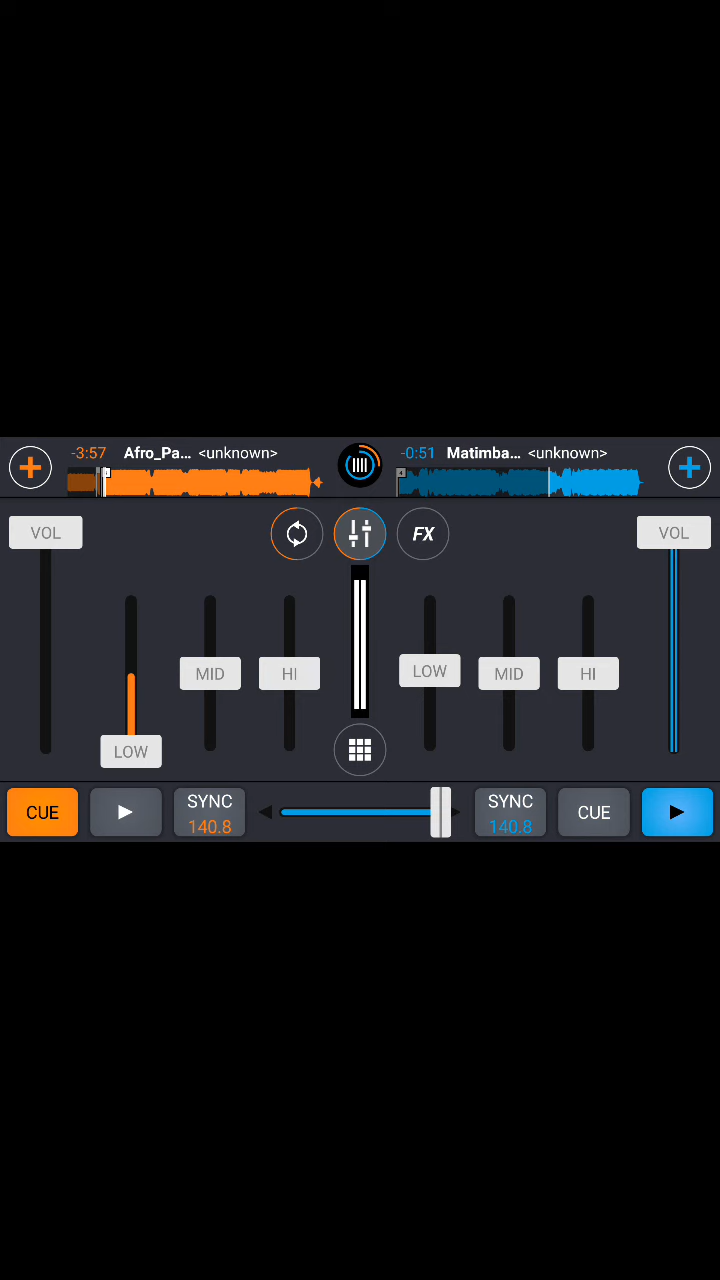 -3:57 Afro_Pa... <unknown>
-0:51 Matimba... <unknown>
VOL
FX
VOL
LOW
MID
HI
LOW
MID
HI
CUE
SYNC
140.8
SYNC
140.8
CUE